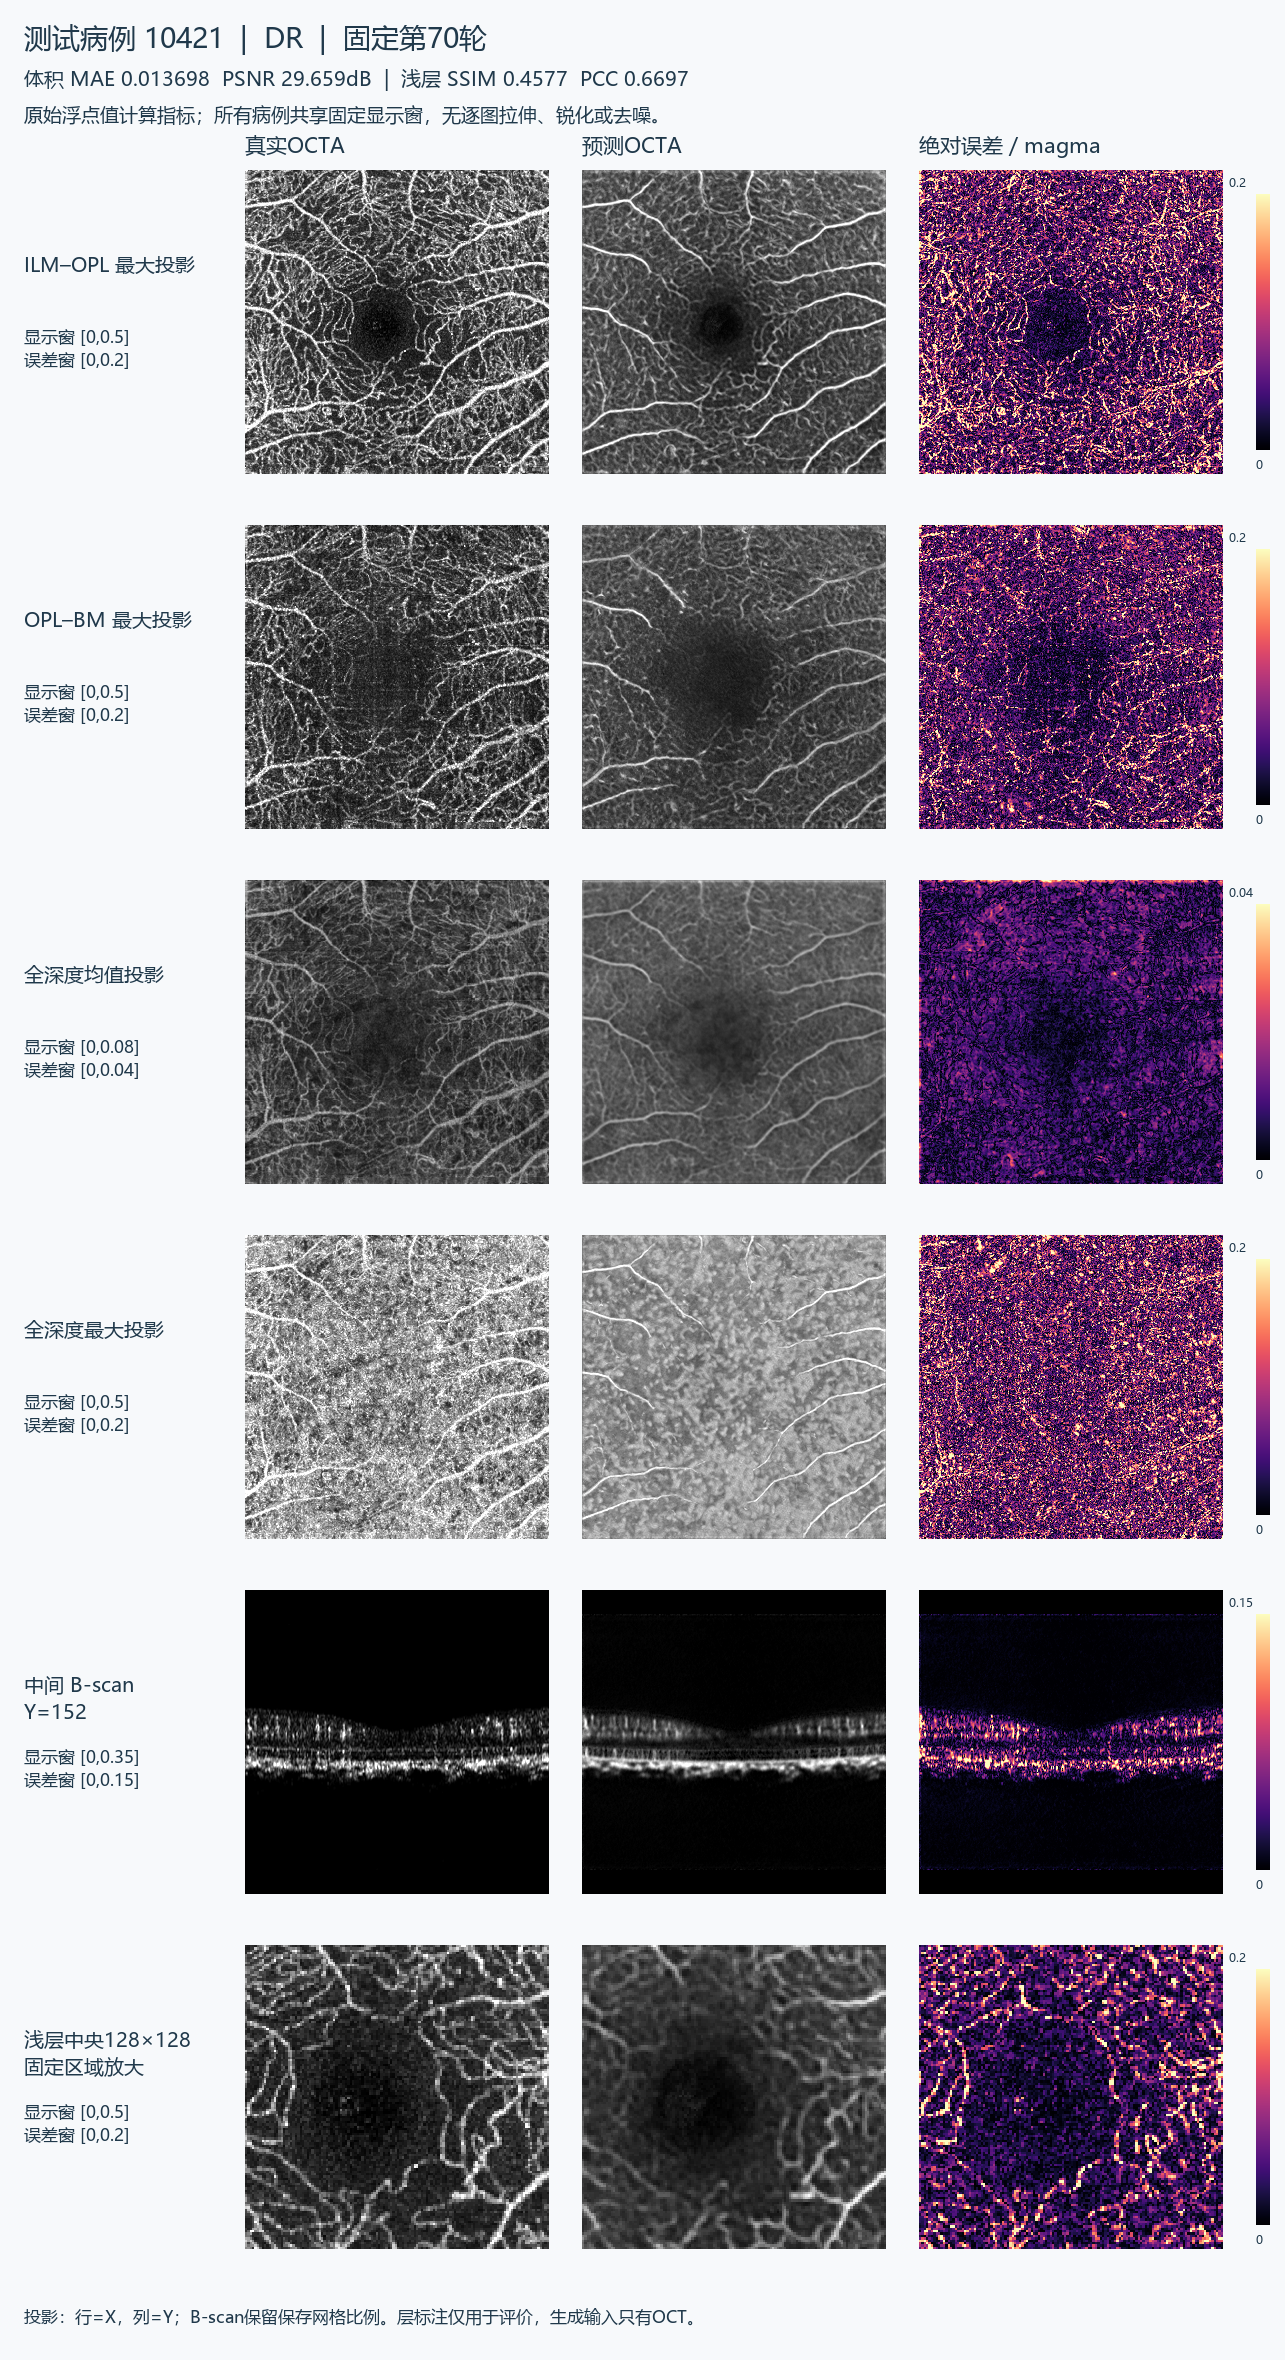 测试病例 10421 | DR | 固定第70轮
体积 MAE 0.013698 PSNR 29.659dB | 浅层 SSIM 0.4577 PCC 0.6697
原始浮点值计算指标；所有病例共享固定显示窗，无逐图拉伸、锐化或去噪。
真实OCTA 预测OCTA 绝对误差 / magma
ILM–OPL 最大投影
显示窗 [0,0.5]
误差窗 [0,0.2]
0.2
0
OPL–BM 最大投影
显示窗 [0,0.5]
误差窗 [0,0.2]
0.2
0
全深度均值投影
显示窗 [0,0.08]
误差窗 [0,0.04]
0.04
0
全深度最大投影
显示窗 [0,0.5]
误差窗 [0,0.2]
0.2
0
中间 B-scan
Y=152
显示窗 [0,0.35]
误差窗 [0,0.15]
0.15
0
浅层中央128×128
固定区域放大
显示窗 [0,0.5]
误差窗 [0,0.2]
0.2
0
投影：行=X，列=Y；B-scan保留保存网格比例。层标注仅用于评价，生成输入只有OCT。